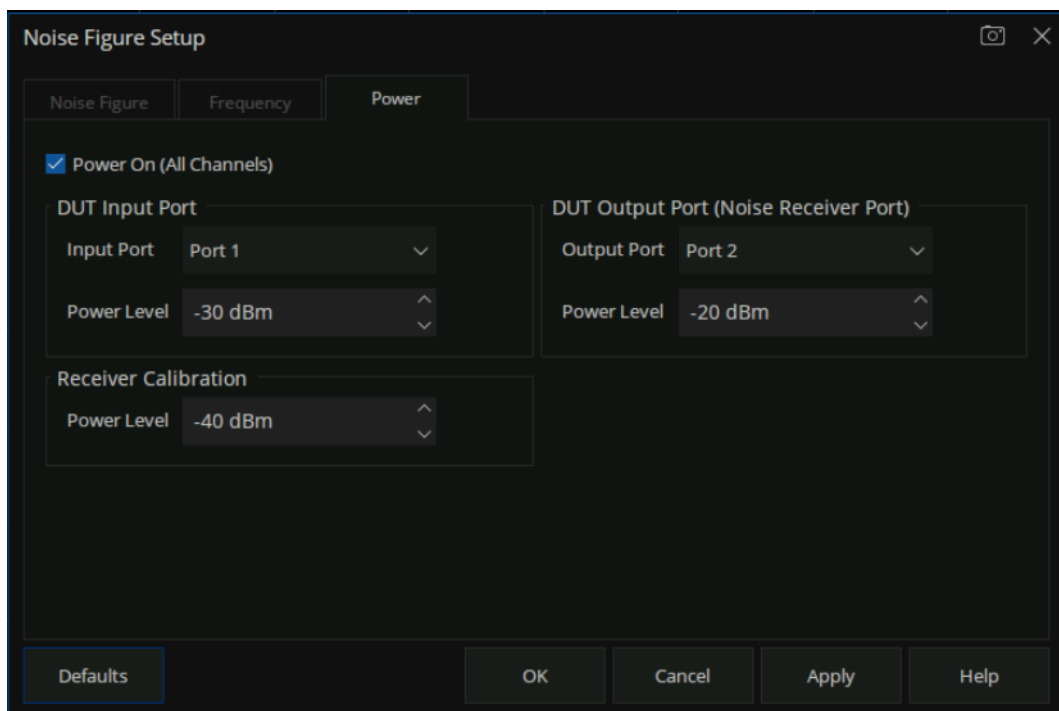 Noise Figure Setup
Noise Figure Frequency Power
Power On (All Channels)
DUT Input Port
Input Port Port 1
Power Level -30 dBm
DUT Output Port (Noise Receiver Port)
Output Port Port 2
Power Level -20 dBm
Receiver Calibration
Power Level -40 dBm
Defaults OK Cancel Apply Help